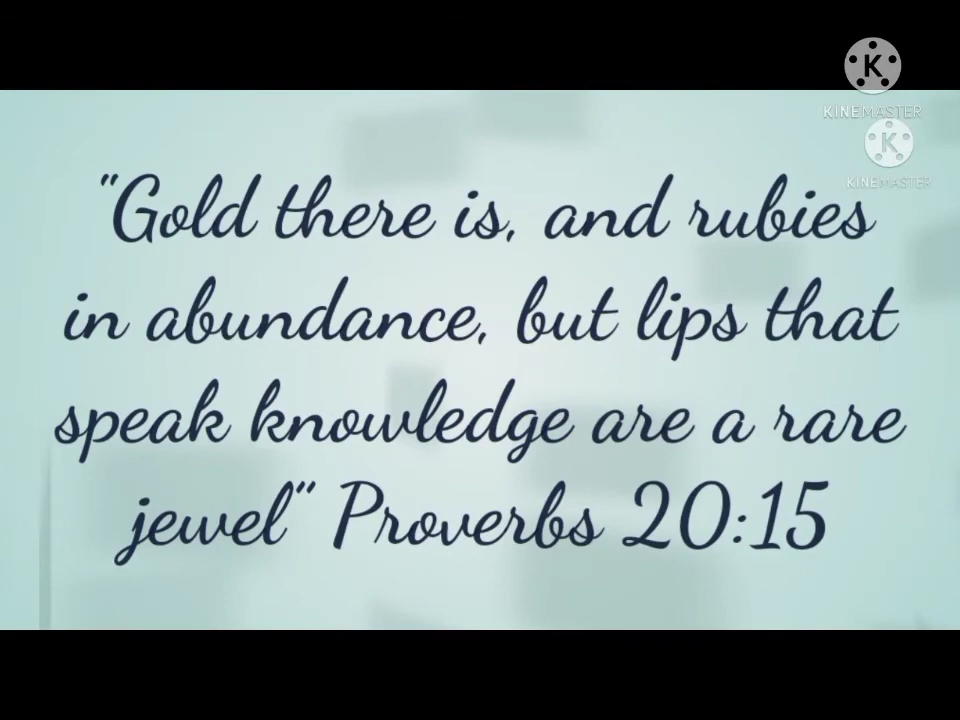 K
KINEMASTER
K
KINEMASTER
"Gold there is, and rubies
in abundance, but lips that
speak knowledge are a rare
jewel" Proverbs 20:15